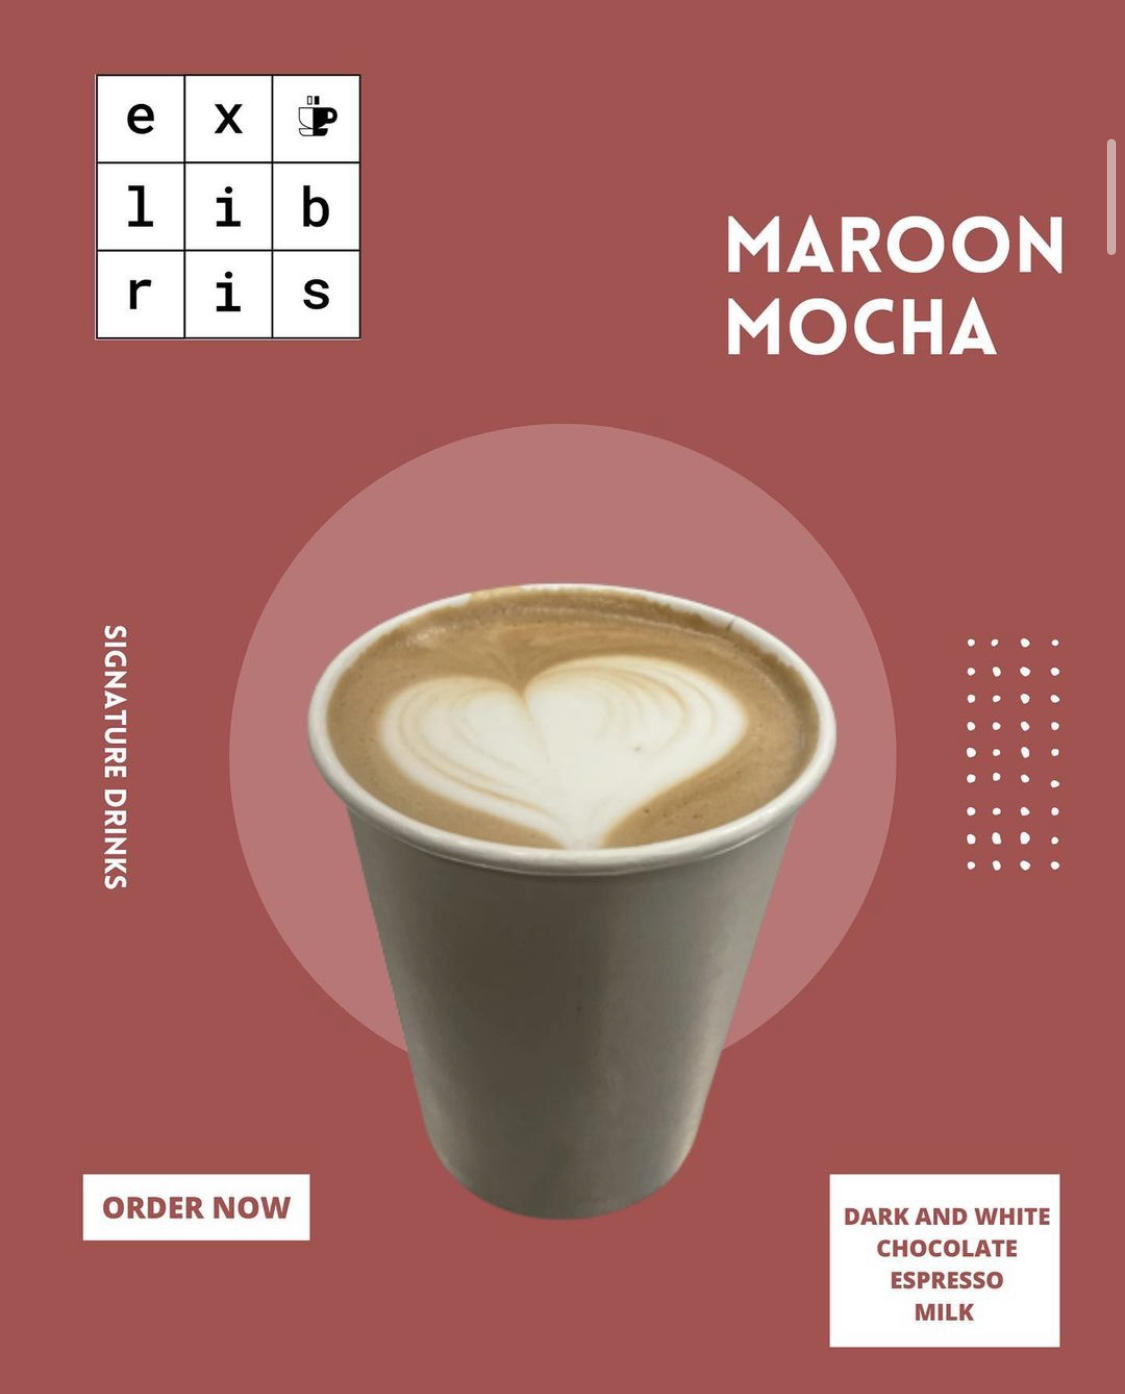 e x
l i b
r i s
MAROON
MOCHA
SIGNATURE DRINKS
ORDER NOW
DARK AND WHITE
CHOCOLATE
ESPRESSO
MILK